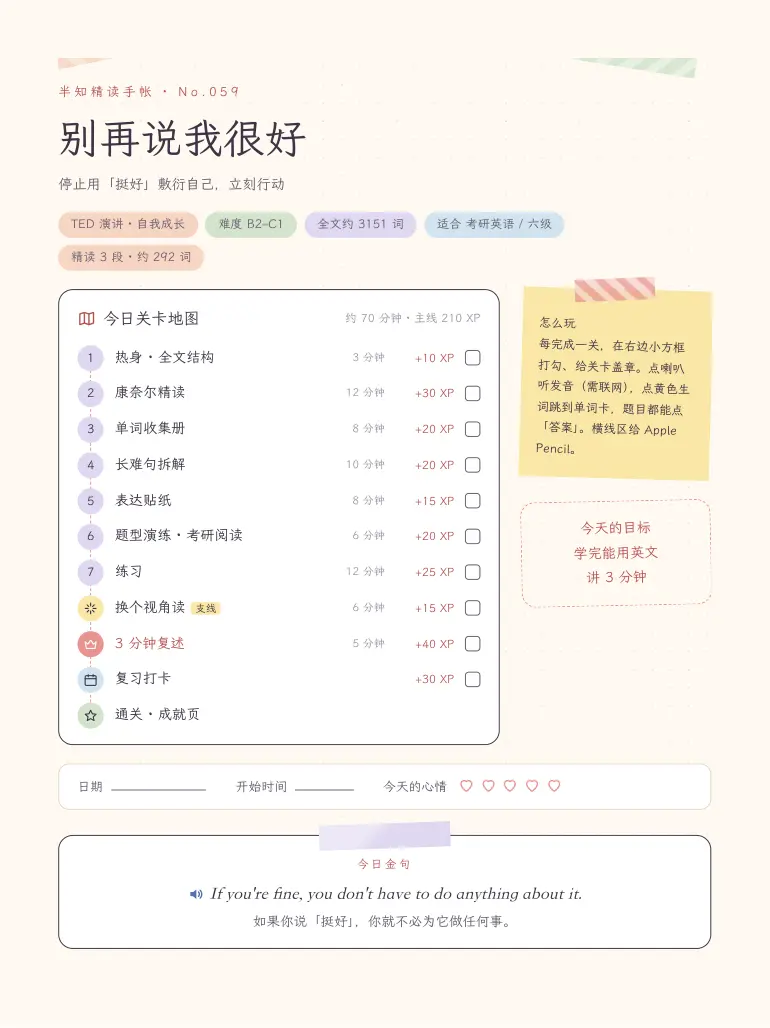 半知精读手帐 · No.059
别再说我很好
停止用「挺好」敷衍自己，立刻行动
TED 演讲 · 自我成长
难度 B2–C1
全文约 3151 词
适合 考研英语 / 六级
精读 3 段 · 约 292 词
今日关卡地图
约 70 分钟 · 主线 210 XP
1 热身 · 全文结构 3 分钟 +10 XP
2 康奈尔精读 12 分钟 +30 XP
3 单词收集册 8 分钟 +20 XP
4 长难句拆解 10 分钟 +20 XP
5 表达贴纸 8 分钟 +15 XP
6 题型演练 · 考研阅读 6 分钟 +20 XP
7 练习 12 分钟 +25 XP
换个视角读 支线 6 分钟 +15 XP
3 分钟复述 5 分钟 +40 XP
复习打卡 +30 XP
通关 · 成就页
怎么玩
每完成一关，在右边小方框
打勾、给关卡盖章。点喇叭
听发音（需联网），点黄色生
词跳到单词卡，题目都能点
「答案」。横线区给 Apple
Pencil。
今天的目标
学完能用英文
讲 3 分钟
日期 开始时间 今天的心情
今日金句
If you're fine, you don't have to do anything about it.
如果你说「挺好」，你就不必为它做任何事。